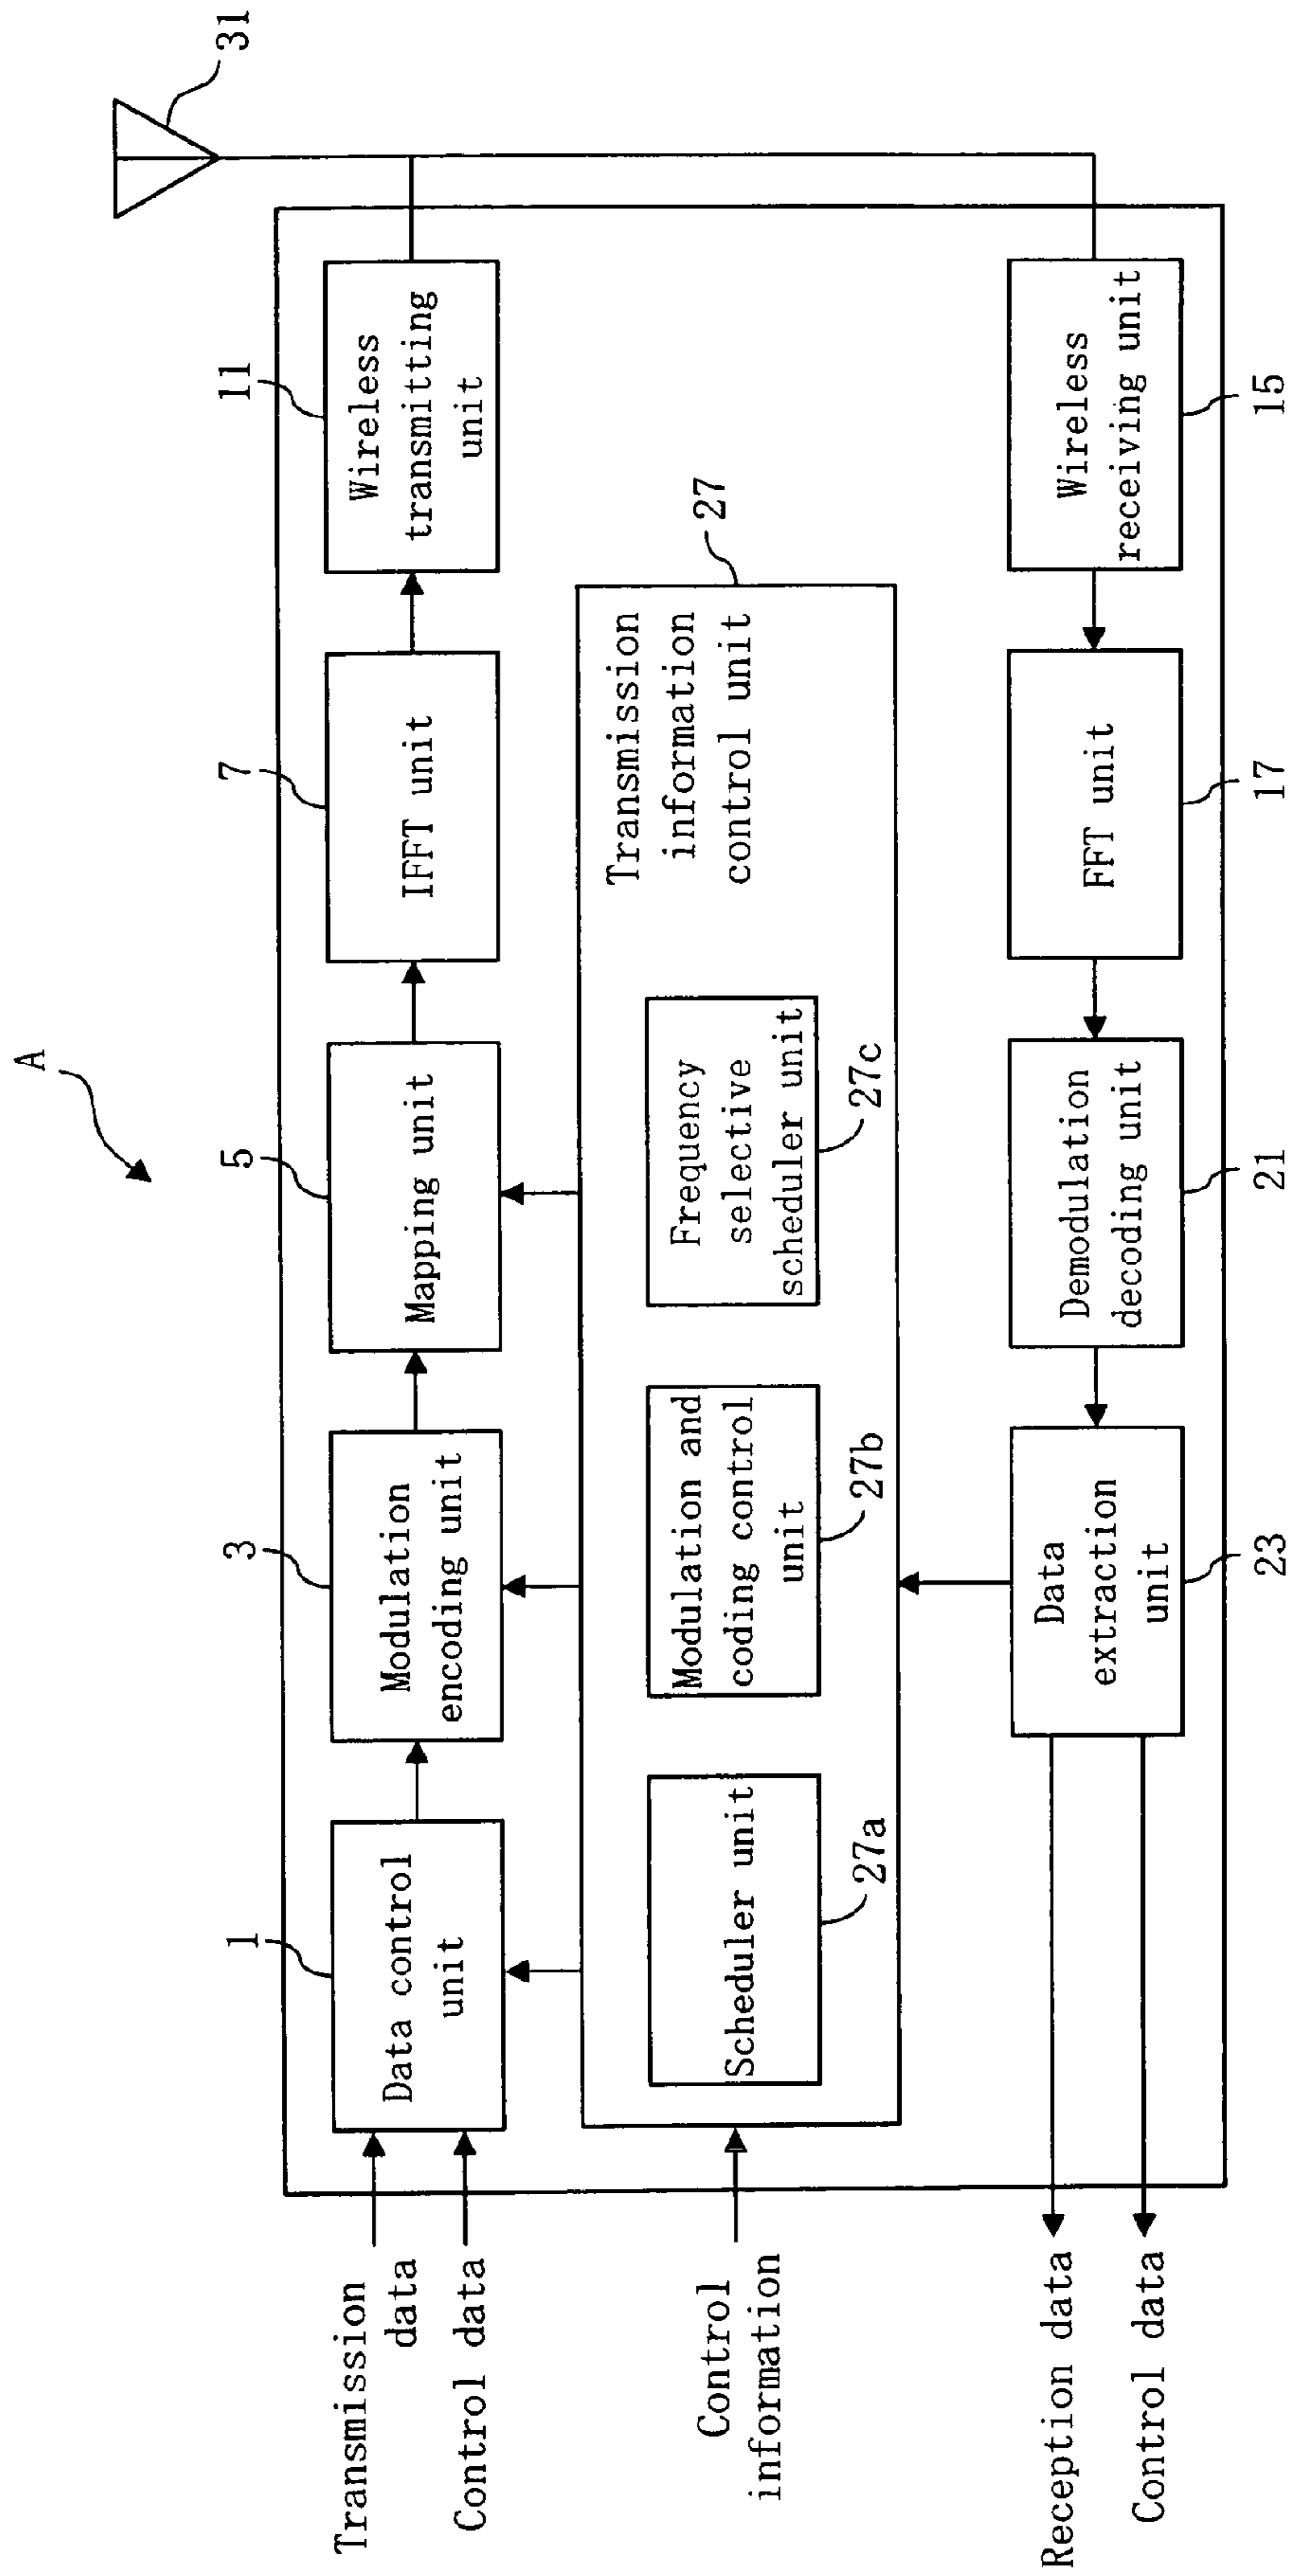 A
31
1
3
5
7
11
Transmission
data
Control data
Data control
unit
Modulation
encoding unit
Mapping unit
IFFT unit
Wireless
transmitting
unit
27
Control
information
Scheduler unit
27a
Modulation and
coding control
unit
27b
Frequency
selective
scheduler unit
27c
Transmission
information
control unit
Reception data
Control data
Data
extraction
unit
Demodulation
decoding unit
FFT unit
Wireless
receiving unit
23
21
17
15